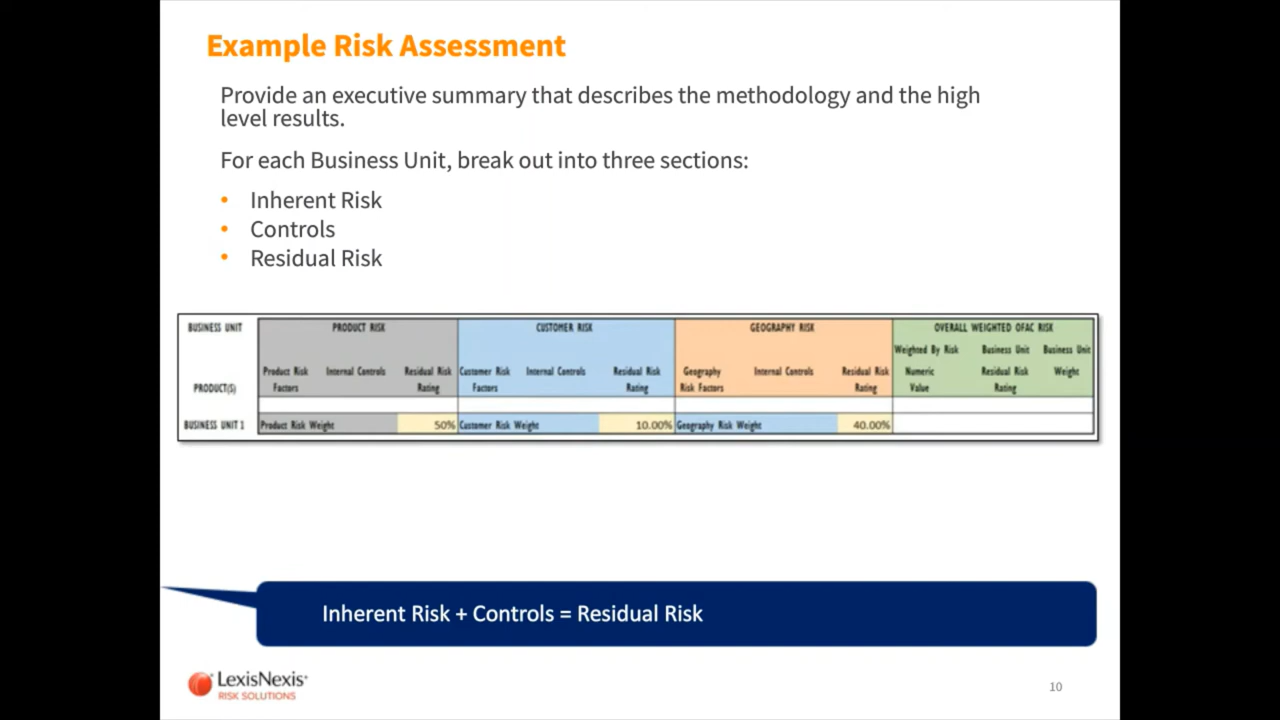 Example Risk Assessment
Provide an executive summary that describes the methodology and the high
level results.
For each Business Unit, break out into three sections:
• Inherent Risk
• Controls
• Residual Risk
BUSINESS UNIT PRODUCT RISK CUSTOMER RISK GEOGRAPHY RISK OVERALL WEIGHTED OFAC RISK
Weighted By Risk Business Unit Business Unit
Product Risk Internal Controls Residual Risk Customer Risk Internal Controls Residual Risk Geography Internal Controls Residual Risk Numeric Residual Risk Weight
PRODUCT(S) Factors Rating Factors Rating Risk Factors Rating Value Rating
BUSINESS UNIT 1 Product Risk Weight 50% Customer Risk Weight 10.00% Geography Risk Weight 40.00%
Inherent Risk + Controls = Residual Risk
LexisNexis
RISK SOLUTIONS
10